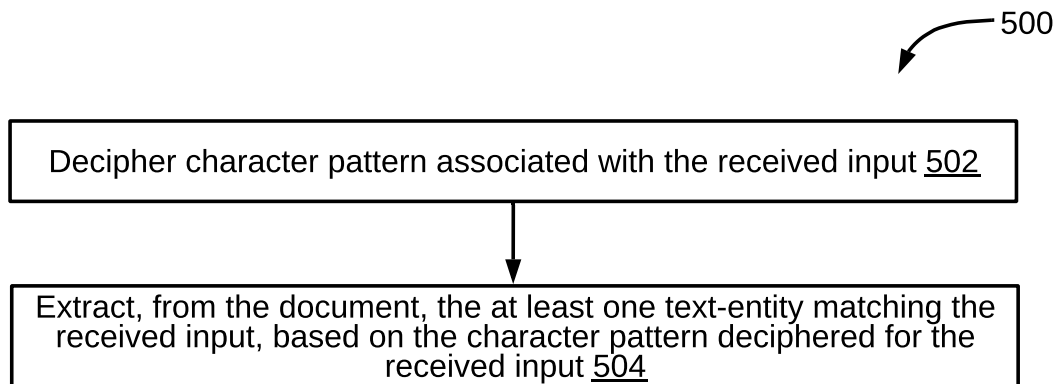 500
Decipher character pattern associated with the received input 502
Extract, from the document, the at least one text-entity matching the
received input, based on the character pattern deciphered for the
received input 504